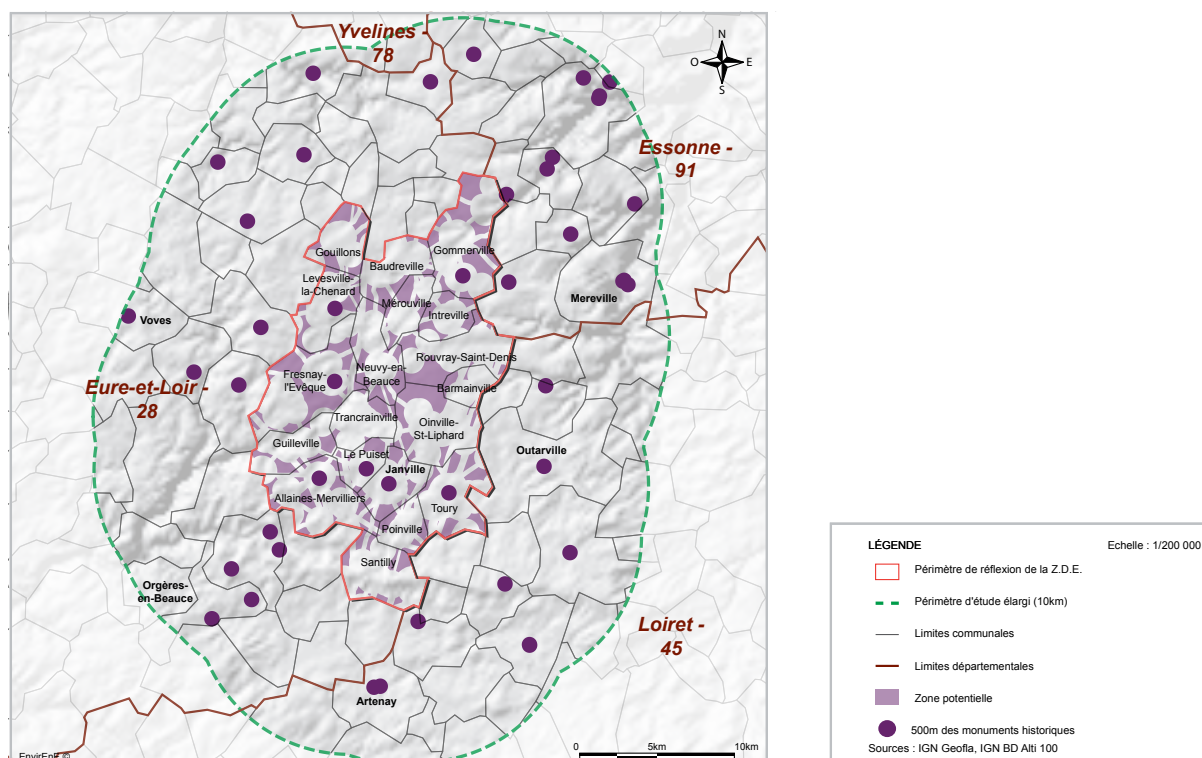 Yvelines -
78
N
O
E
S
Essonne -
91
Gouillons
Gommerville
Baudreville
Levesville-
la-Chenard
Mérouville
Intreville
Mereville
Voves
Rouvray-Saint-Denis
Neuvy-en-
Beauce
Fresnay-
l'Evêque
Barmainville
Eure-et-Loir -
28
Trancrainville
Oinville-
St-Liphard
Guilleville
Le Puiset
Janville
Outarville
Allaines-Mervilliers
Toury
Poinville
Santilly
Orgères-
en-Beauce
Loiret -
45
Artenay
EnvirEnE ©
0
5km
10km
LÉGENDE
Echelle : 1/200 000
Périmètre de réflexion de la Z.D.E.
Périmètre d'étude élargi (10km)
Limites communales
Limites départementales
Zone potentielle
500m des monuments historiques
Sources : IGN Geofla, IGN BD Alti 100